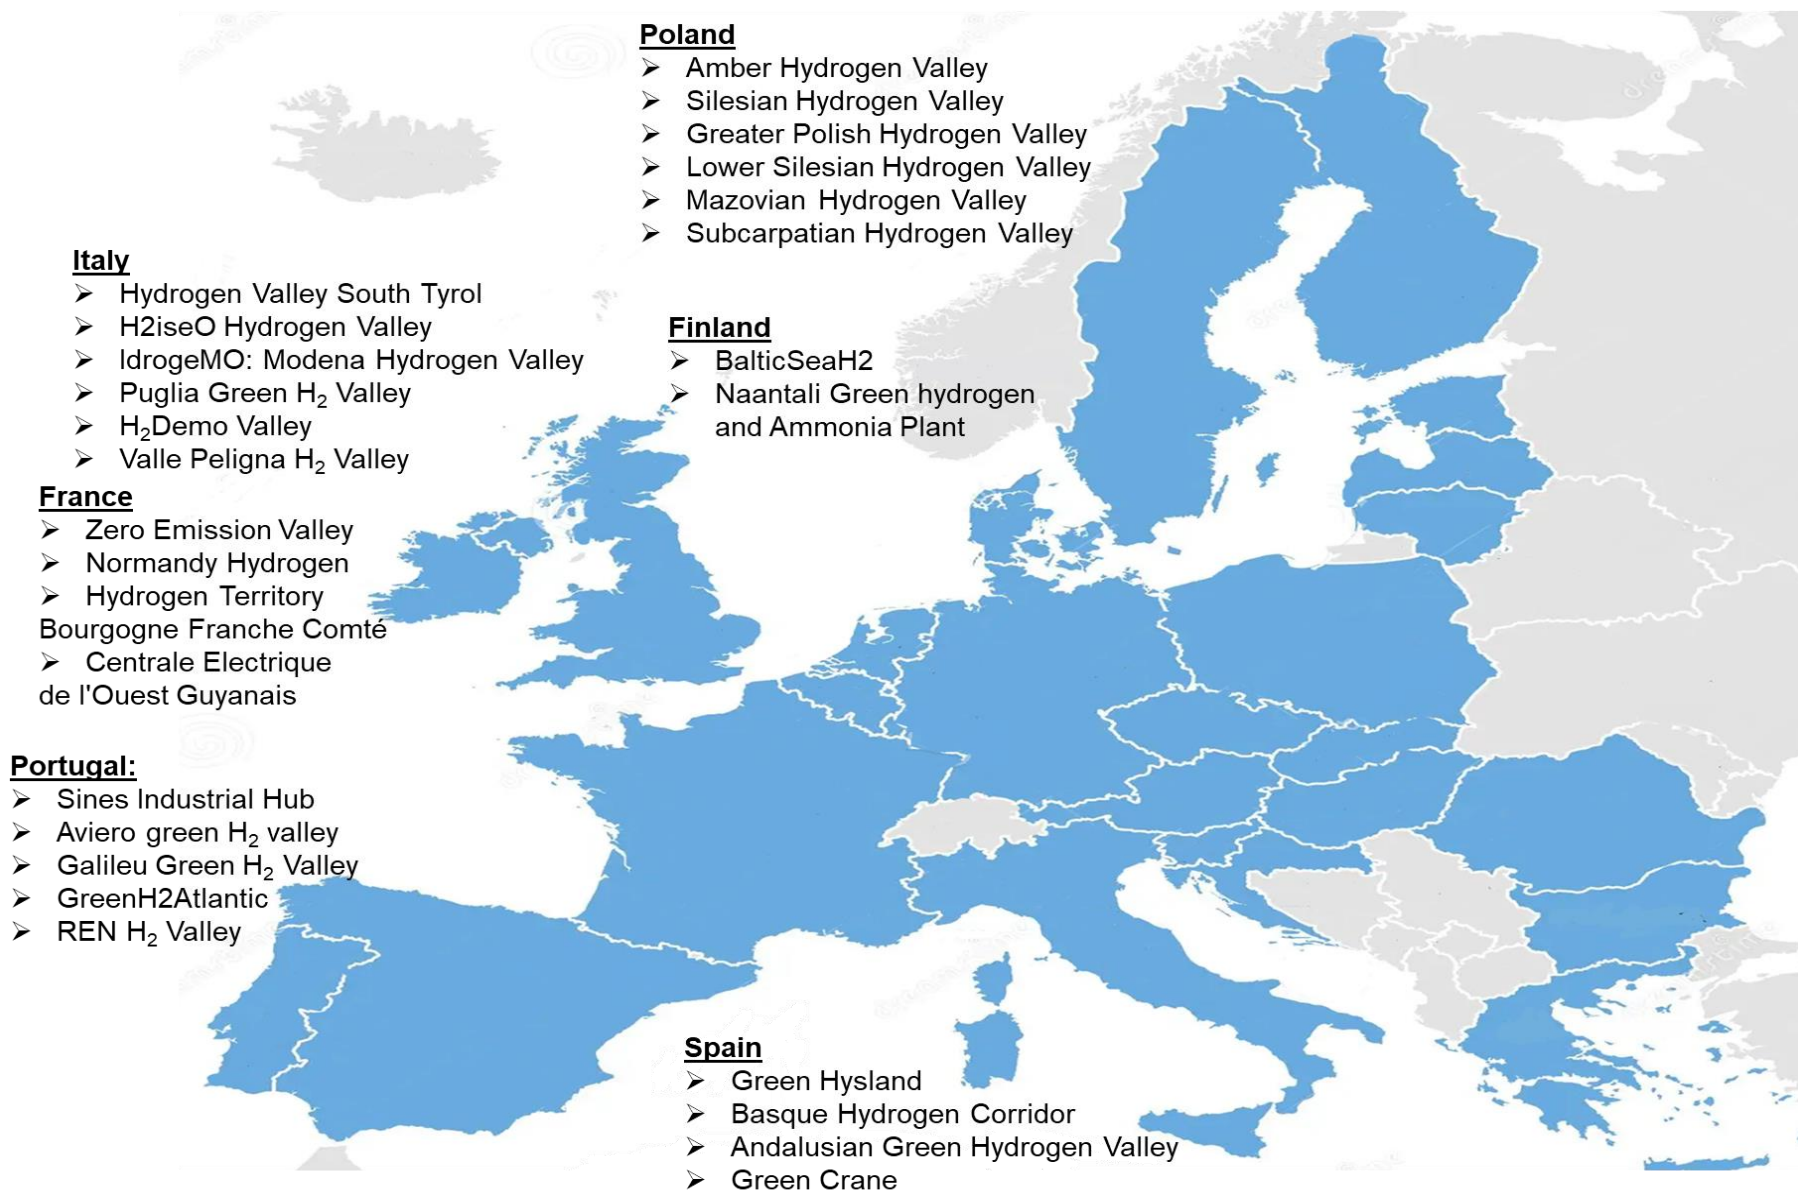 Poland
➢ Amber Hydrogen Valley
➢ Silesian Hydrogen Valley
➢ Greater Polish Hydrogen Valley
➢ Lower Silesian Hydrogen Valley
➢ Mazovian Hydrogen Valley
➢ Subcarpatian Hydrogen Valley
Italy
➢ Hydrogen Valley South Tyrol
➢ H2iseO Hydrogen Valley
➢ IdrogeMO: Modena Hydrogen Valley
➢ Puglia Green H₂ Valley
➢ H₂Demo Valley
➢ Valle Peligna H₂ Valley
Finland
➢ BalticSeaH2
➢ Naantali Green hydrogen
and Ammonia Plant
France
➢ Zero Emission Valley
➢ Normandy Hydrogen
➢ Hydrogen Territory
Bourgogne Franche Comté
➢ Centrale Electrique
de l'Ouest Guyanais
Portugal:
➢ Sines Industrial Hub
➢ Aviero green H₂ valley
➢ Galileu Green H₂ Valley
➢ GreenH2Atlantic
➢ REN H₂ Valley
Spain
➢ Green Hysland
➢ Basque Hydrogen Corridor
➢ Andalusian Green Hydrogen Valley
➢ Green Crane